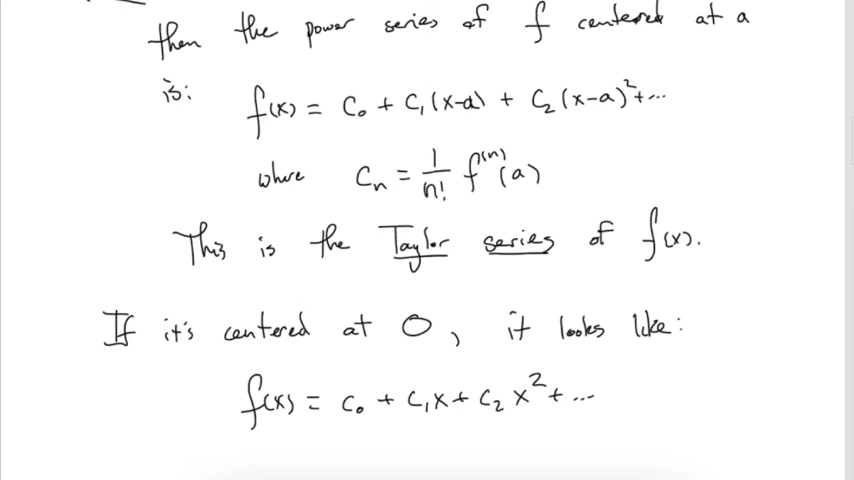 then the power series of f centered at a
is:
f(x) = c₀ + c₁(x-a) + c₂(x-a)² + ...
where cₙ = 1/n! f⁽ⁿ⁾(a)
This is the Taylor series of f(x).
If it's centered at 0, it looks like:
f(x) = c₀ + c₁x + c₂x² + ...